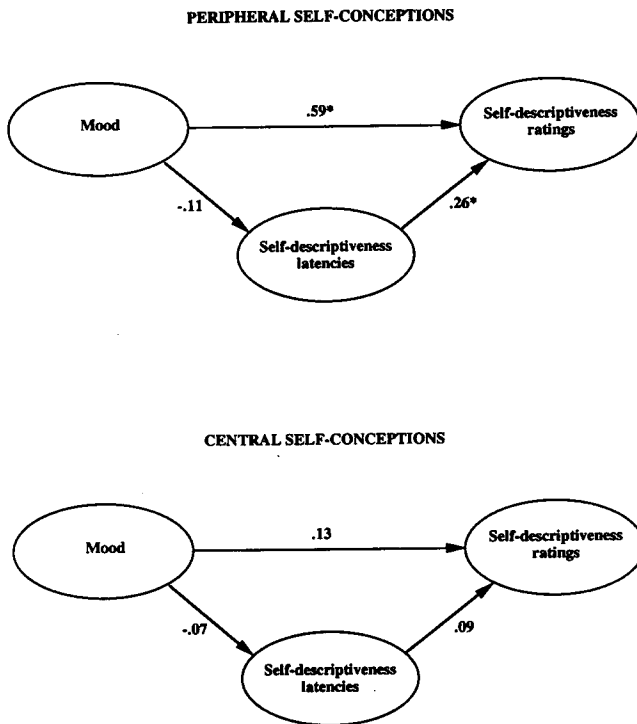 PERIPHERAL SELF-CONCEPTIONS
Mood
.59*
Self-descriptiveness
ratings
-.11
.26*
Self-descriptiveness
latencies
CENTRAL SELF-CONCEPTIONS
Mood
.13
Self-descriptiveness
ratings
-.07
.09
Self-descriptiveness
latencies